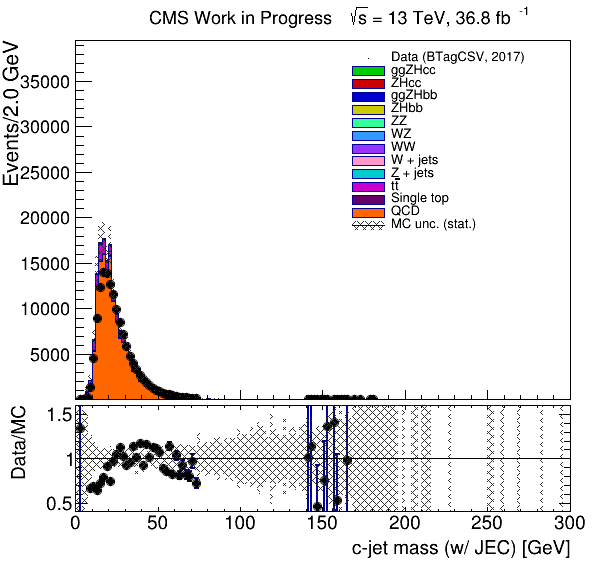 CMS Work in Progress √s = 13 TeV, 36.8 fb -1
Events/2.0 GeV
35000
30000
25000
20000
15000
10000
5000
Data (BTagCSV, 2017)
ggZHcc
ZHcc
ggZHbb
ZHbb
ZZ
WZ
WW
W + jets
Z + jets
tt̅
Single top
QCD
MC unc. (stat.)
Data/MC
1.5
1
0.5
0 50 100 150 200 250 300
c-jet mass (w/ JEC) [GeV]